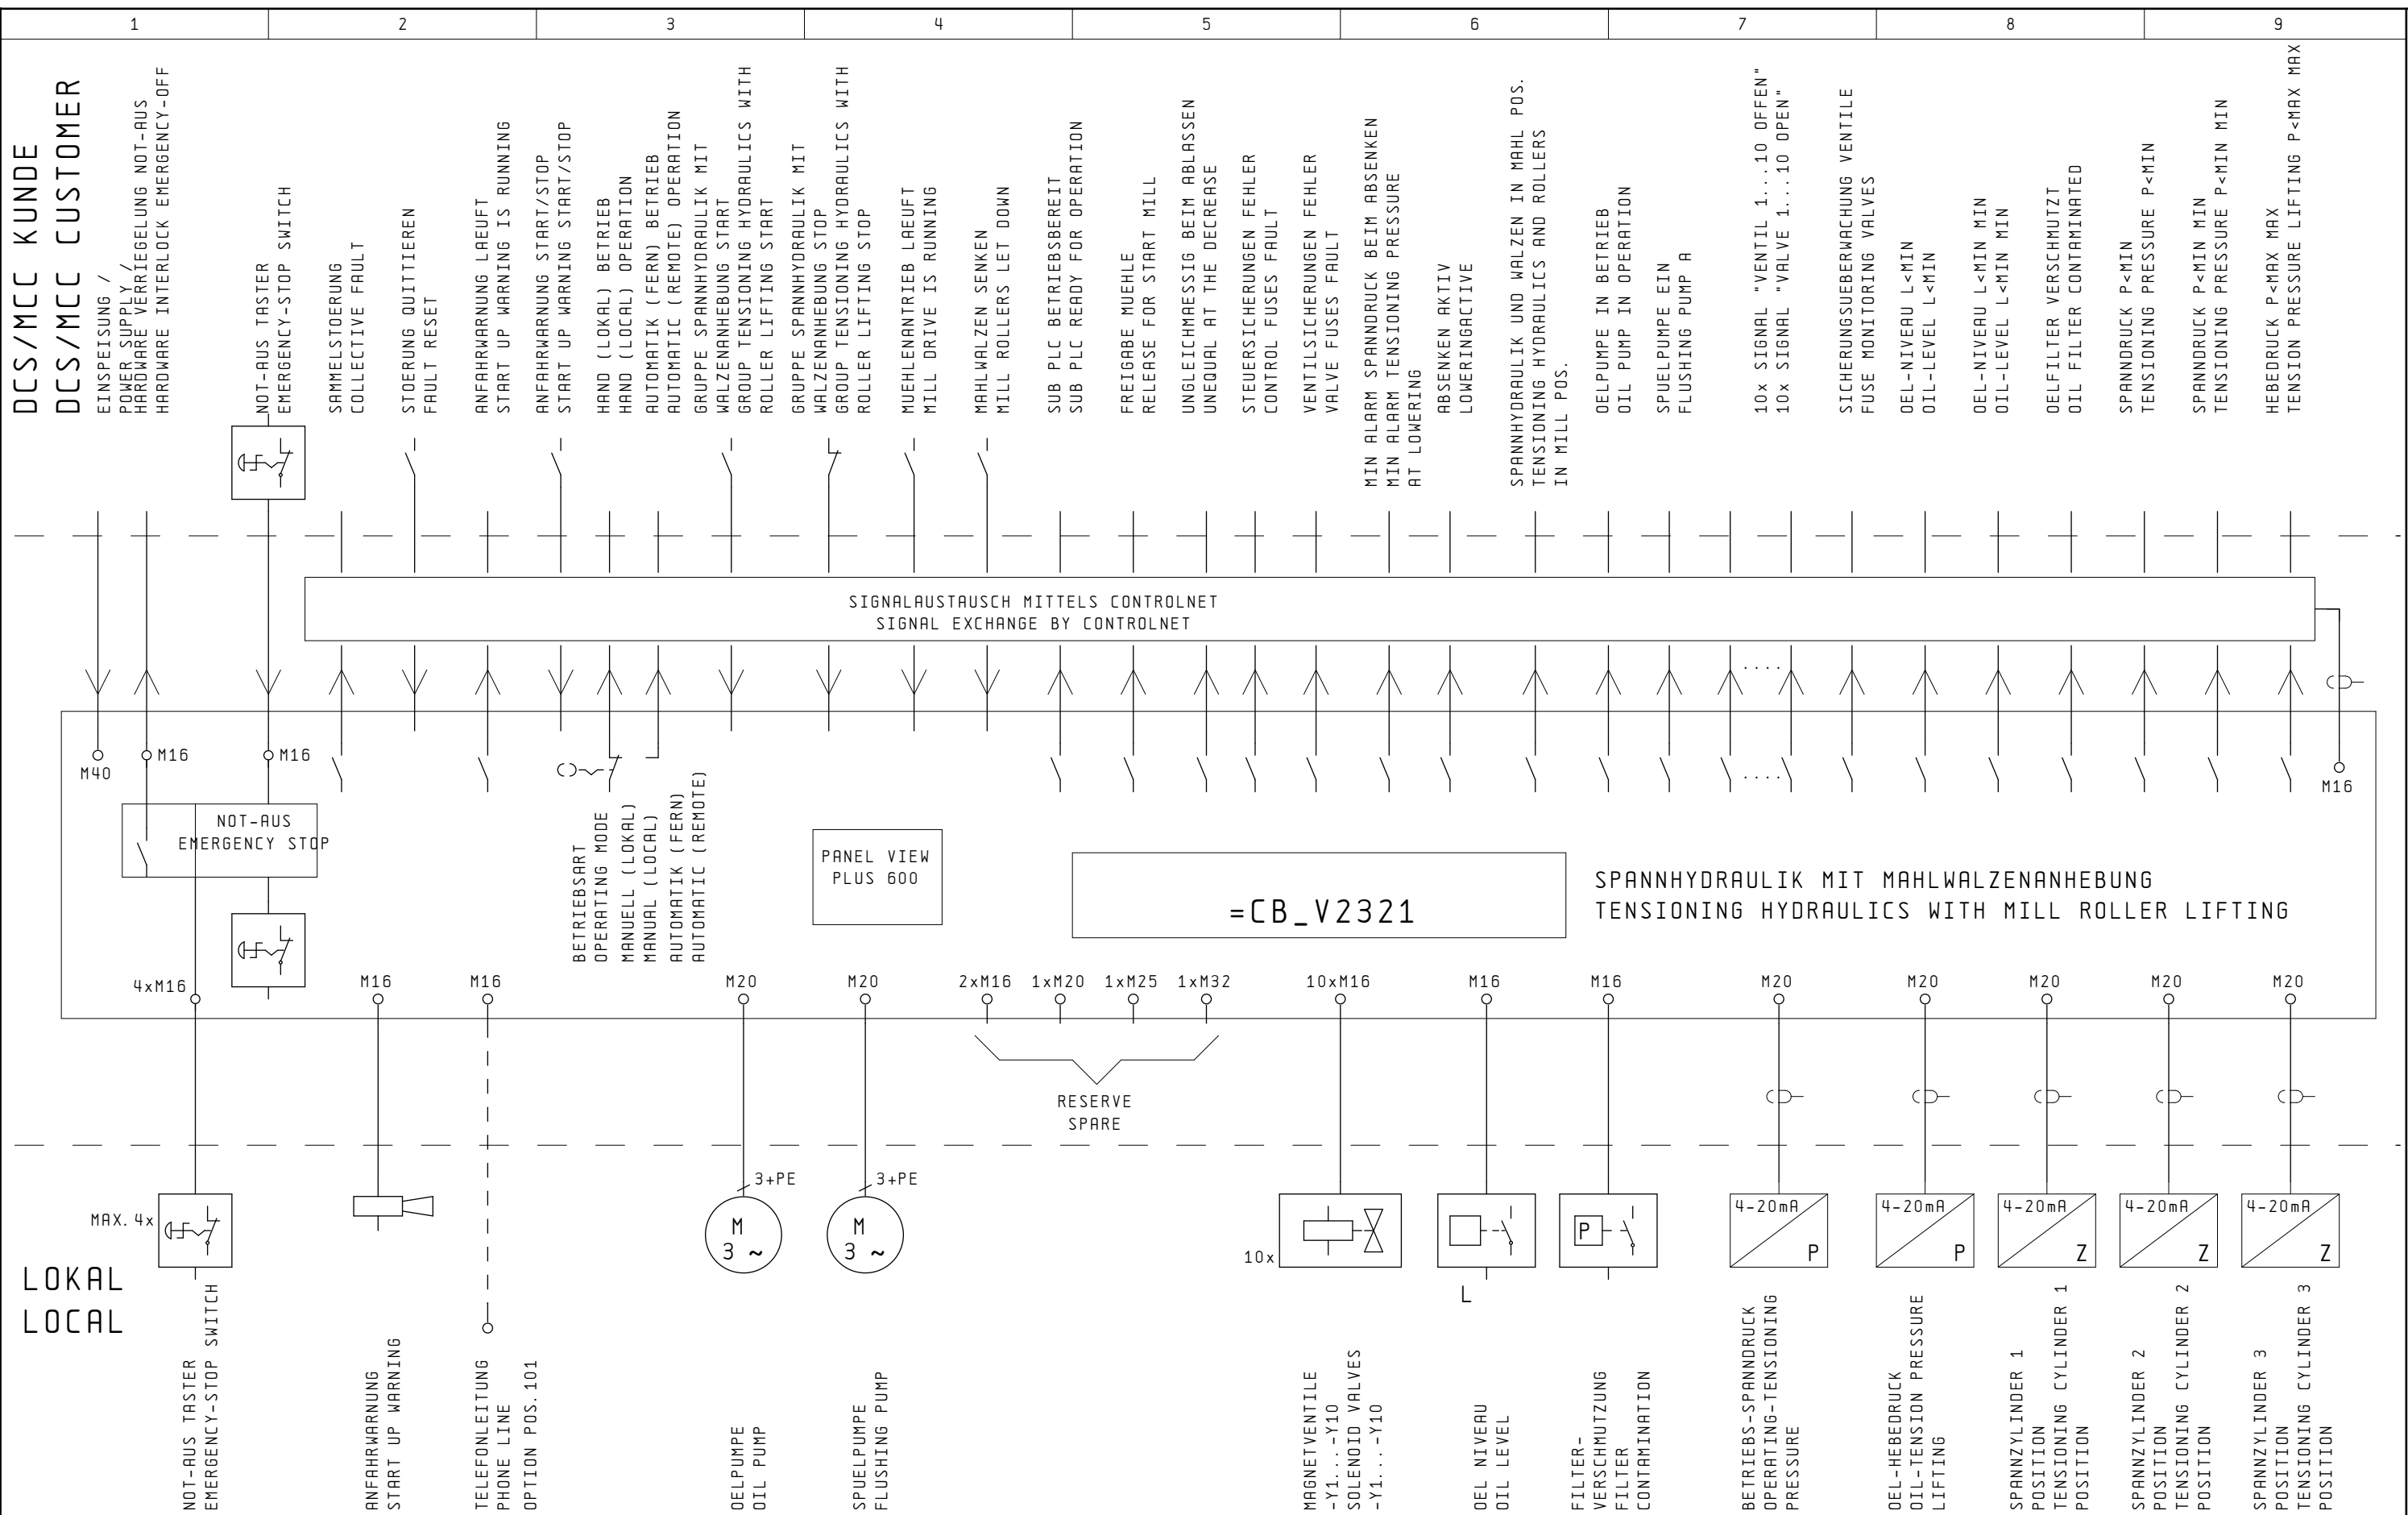 1
2
3
4
5
6
7
8
9
DCS/MCC KUNDE
DCS/MCC CUSTOMER
EINSPEISUNG /
POWER SUPPLY /
HARDWARE VERRIEGELUNG NOT-AUS
HARDWARE INTERLOCK EMERGENCY-OFF
NOT-AUS TASTER
EMERGENCY-STOP SWITCH
SAMMELSTOERUNG
COLLECTIVE FAULT
STOERUNG QUITTIEREN
FAULT RESET
ANFAHRWARNUNG LAEUFT
START UP WARNING IS RUNNING
ANFAHRWARNUNG START/STOP
START UP WARNING START/STOP
HAND (LOKAL) BETRIEB
HAND (LOCAL) OPERATION
AUTOMATIK (FERN) BETRIEB
AUTOMATIC (REMOTE) OPERATION
GRUPPE SPANNHYDRAULIK MIT
WALZENANHEBUNG START
GROUP TENSIONING HYDRAULICS WITH
ROLLER LIFTING START
GRUPPE SPANNHYDRAULIK MIT
WALZENANHEBUNG STOP
GROUP TENSIONING HYDRAULICS WITH
ROLLER LIFTING STOP
MUEHLENANTRIEB LAEUFT
MILL DRIVE IS RUNNNING
MAHLWALZEN SENKEN
MILL ROLLERS LET DOWN
SUB PLC BETRIEBSBEREIT
SUB PLC READY FOR OPERATION
FREIGABE MUEHLE
RELEASE FOR START MILL
UNGLEICHMAESSIG BEIM ABLASSEN
UNEQUAL AT THE DECREASE
STEUERSICHERUNGEN FEHLER
CONTROL FUSES FAULT
VENTILSICHERUNGEN FEHLER
VALVE FUSES FAULT
MIN ALARM SPANDRUCK BEIM ABSENKEN
MIN ALARM TENSIONING PRESSURE
AT LOWERING
ABSENKEN AKTIV
LOWERINGACTIVE
SPANNHYDRAULIK UND WALZEN IN MAHL POS.
TENSIONING HYDRAULICS AND ROLLERS
IN MILL POS.
OELPUMPE IN BETRIEB
OIL PUMP IN OPERATION
SPUELPUMPE EIN
FLUSHING PUMP A
10x SIGNAL "VENTIL 1...10 OFFEN"
10x SIGNAL "VALVE 1...10 OPEN"
SICHERUNGSUEBERWACHUNG VENTILE
FUSE MONITORING VALVES
OEL-NIVEAU L<MIN
OIL-LEVEL L<MIN
OEL-NIVEAU L<MIN MIN
OIL-LEVEL L<MIN MIN
OELFILTER VERSCHMUTZT
OIL FILTER CONTAMINATED
SPANNDRUCK P<MIN
TENSIONING PRESSURE P<MIN
SPANNDRUCK P<MIN MIN
TENSIONING PRESSURE P<MIN MIN
HEBEDRUCK P<MAX MAX
TENSION PRESSURE LIFTING P<MAX MAX
SIGNALAUSTAUSCH MITTELS CONTROLNET
SIGNAL EXCHANGE BY CONTROLNET
....
M40
M16
M16
....
M16
NOT-AUS
EMERGENCY STOP
BETRIEBSART
OPERATING MODE
MANUELL (LOKAL)
MANUAL (LOCAL)
AUTOMATIK (FERN)
AUTOMATIC (REMOTE)
PANEL VIEW
PLUS 600
=CB_V2321
SPANNHYDRAULIK MIT MAHLWALZENANHEBUNG
TENSIONING HYDRAULICS WITH MILL ROLLER LIFTING
4xM16
M16
M16
M20
M20
2xM16
1xM20
1xM25
1xM32
10xM16
M16
M16
M20
M20
M20
M20
M20
RESERVE
SPARE
3+PE
3+PE
MAX. 4x
M
3 ~
M
3 ~
10x
L
P
4-20mA
P
4-20mA
P
4-20mA
Z
4-20mA
Z
4-20mA
Z
LOKAL
LOCAL
NOT-AUS TASTER
EMERGENCY-STOP SWITCH
ANFAHRWARNUNG
START UP WARNING
TELEFONLEITUNG
PHONE LINE
OPTION POS.101
OELPUMPE
OIL PUMP
SPUELPUMPE
FLUSHING PUMP
MAGNETVENTILE
-Y1...-Y10
SOLENOID VALVES
-Y1...-Y10
OEL NIVEAU
OIL LEVEL
FILTER-
VERSCHMUTZUNG
FILTER
CONTAMINATION
BETRIEBS-SPANDRUCK
OPERATING-TENSIONING
PRESSURE
OEL-HEBEDRUCK
OIL-TENSION PRESSURE
LIFTING
SPANNZYLINDER 1
POSITION
TENSIONING CYLINDER 1
POSITION
SPANNZYLINDER 2
POSITION
TENSIONING CYLINDER 2
POSITION
SPANNZYLINDER 3
POSITION
TENSIONING CYLINDER 3
POSITION